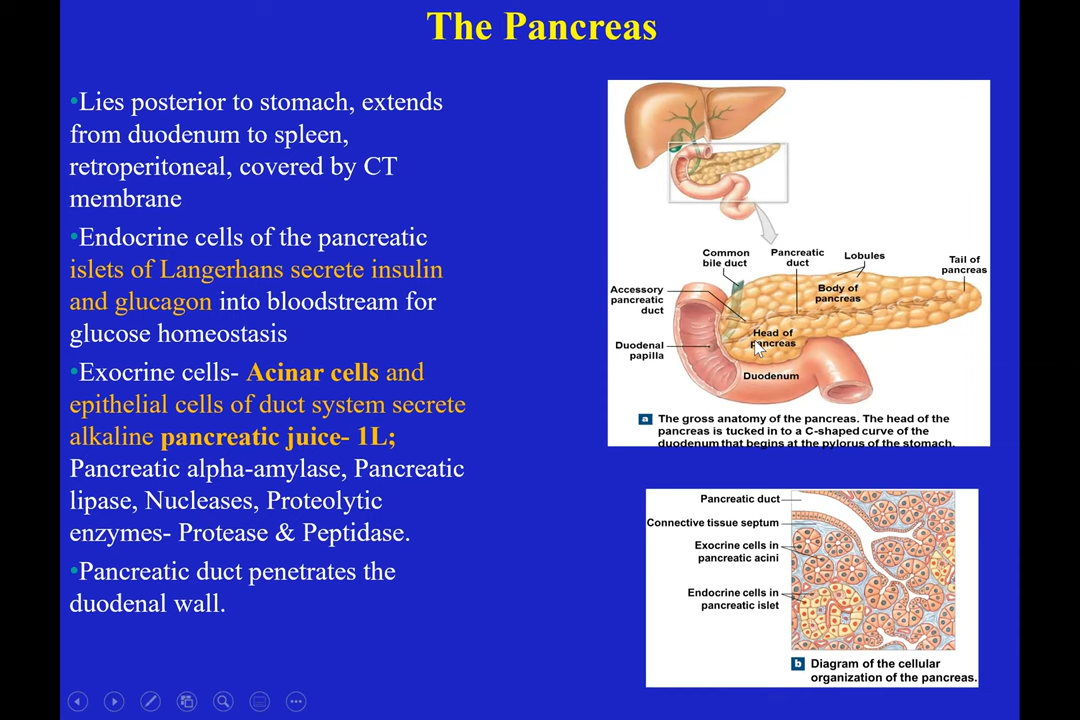 The Pancreas
•Lies posterior to stomach, extends
from duodenum to spleen,
retroperitoneal, covered by CT
membrane
•Endocrine cells of the pancreatic
islets of Langerhans secrete insulin
and glucagon into bloodstream for
glucose homeostasis
•Exocrine cells- Acinar cells and
epithelial cells of duct system secrete
alkaline pancreatic juice- 1L;
Pancreatic alpha-amylase, Pancreatic
lipase, Nucleases, Proteolytic
enzymes- Protease & Peptidase.
•Pancreatic duct penetrates the
duodenal wall.
Common
bile duct
Pancreatic
duct
Lobules
Tail of
pancreas
Accessory
pancreatic
duct
Body of
pancreas
Head of
pancreas
Duodenal
papilla
Duodenum
a The gross anatomy of the pancreas. The head of the
pancreas is tucked in to a C-shaped curve of the
duodenum that begins at the pylorus of the stomach.
Pancreatic duct
Connective tissue septum
Exocrine cells in
pancreatic acini
Endocrine cells in
pancreatic islet
b Diagram of the cellular
organization of the pancreas.